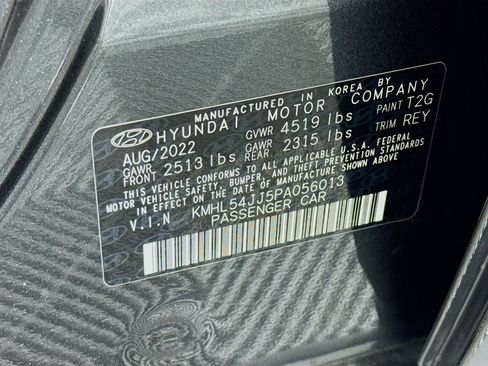 MANUFACTURED IN KOREA BY
HYUNDAI MOTOR COMPANY
AUG/2022 GVWR 4519 lbs PAINT T2G
GAWR FRONT 2513 lbs GAWR REAR 2315 lbs TRIM REY
THIS VEHICLE CONFORMS TO ALL APPLICABLE U.S.A. FEDERAL
MOTOR VEHICLE SAFETY, BUMPER, AND THEFT PREVENTION STANDARDS
IN EFFECT ON THE DATE OF MANUFACTURE SHOWN ABOVE.
V.I.N KMHL54JJ5PA056013
PASSENGER CAR